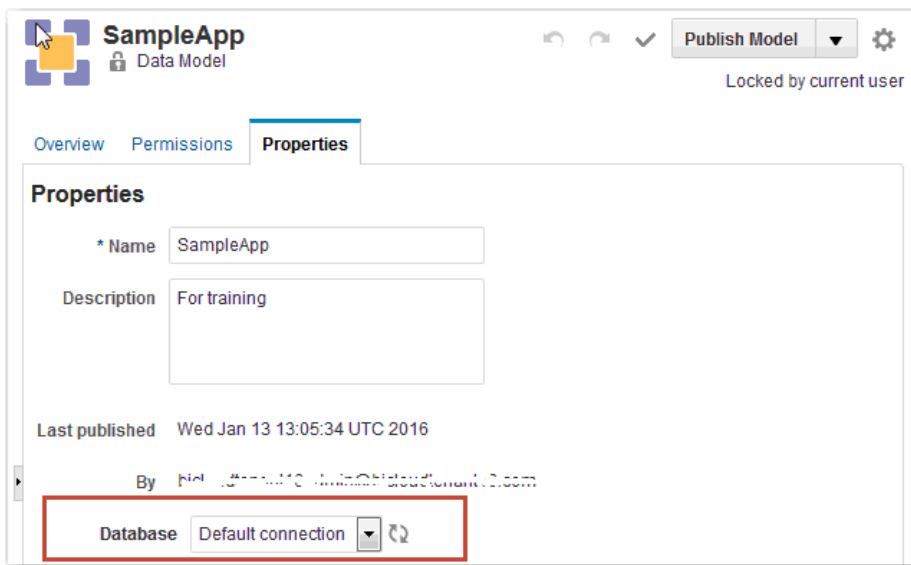 SampleApp
Data Model
Publish Model
Locked by current user
Overview Permissions Properties
Properties
* Name SampleApp
Description For training
Last published Wed Jan 13 13:05:34 UTC 2016
By
Database Default connection